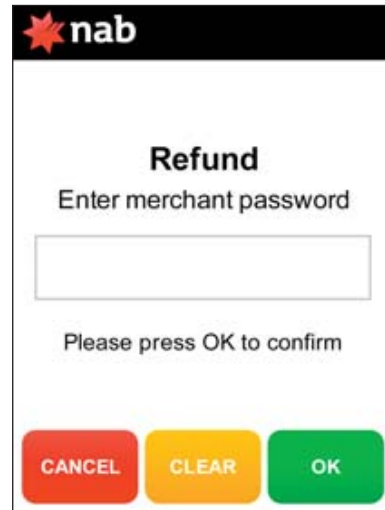 nab
Refund
Enter merchant password
Please press OK to confirm
CANCEL CLEAR OK